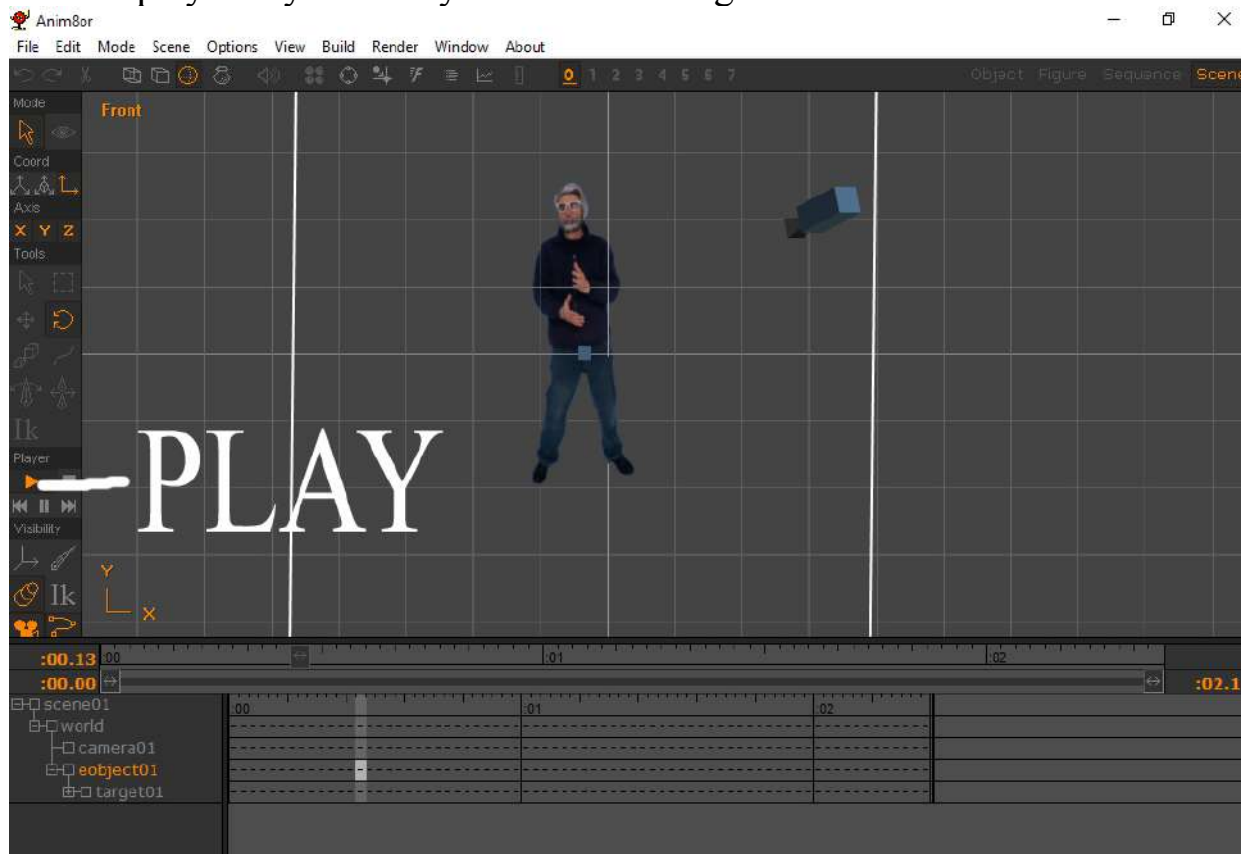 Anim8or
File Edit Mode Scene Options View Build Render Window About
0 1 2 3 4 5 6 7 Object Figure Sequence Scene
Mode
Front
Coord
Axis
X Y Z
Tools
Ik
Player
PLAY
Visibility
Ik
Y
X
:00.13 :00 :01 :02
:00.00 :02.1
scene01 :00 :01 :02
world
camera01
eobject01
target01